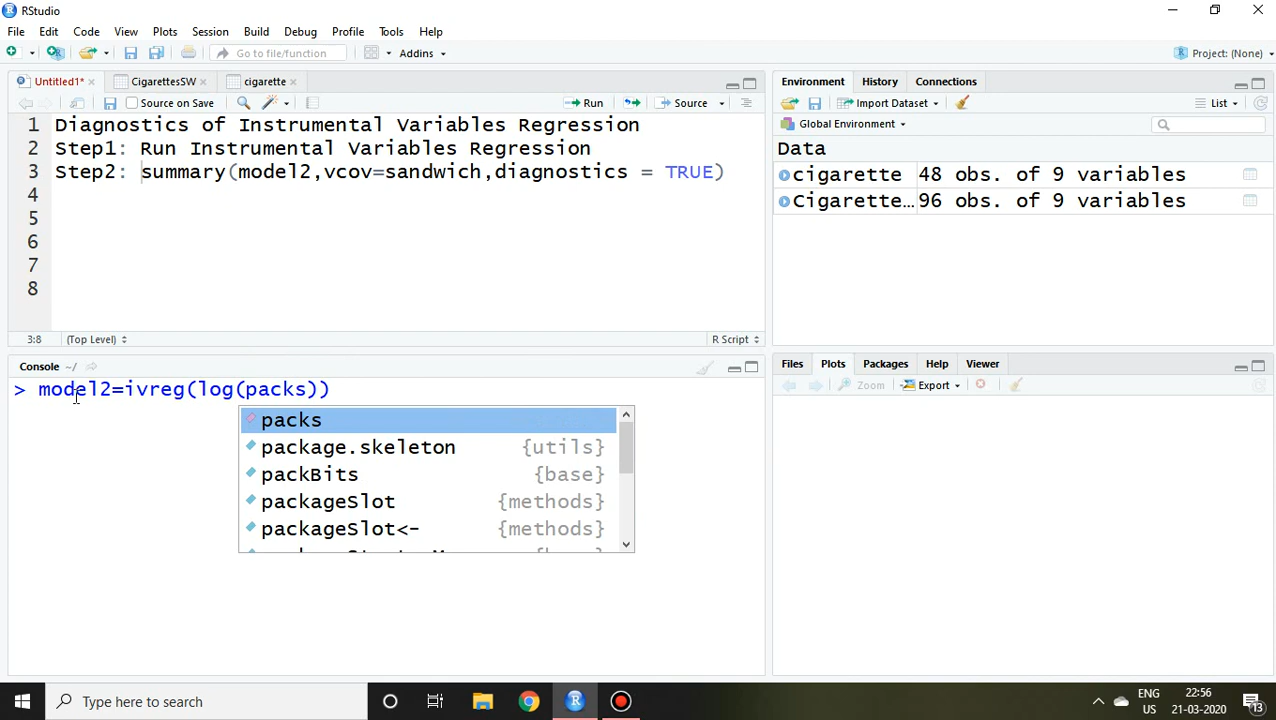 RStudio
File Edit Code View Plots Session Build Debug Profile Tools Help
Go to file/function Addins Project: (None)
Untitled1* CigarettesSW cigarette
Source on Save Run Source
1 Diagnostics of Instrumental Variables Regression
2 Step1: Run Instrumental Variables Regression
3 Step2: summary(model2,vcov=sandwich,diagnostics = TRUE)
4
5
6
7
8
3:8 (Top Level) R Script
Console ~/
> model2=ivreg(log(packs))
packs
package.skeleton {utils}
packBits {base}
packageSlot {methods}
packageSlot<- {methods}
Environment History Connections
Import Dataset List
Global Environment
Data
cigarette 48 obs. of 9 variables
Cigarette… 96 obs. of 9 variables
Files Plots Packages Help Viewer
Zoom Export
Type here to search
ENG
US
22:56
21-03-2020
13